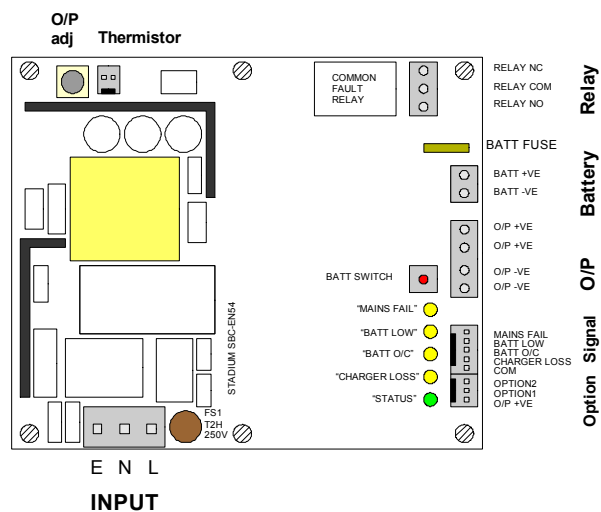 O/P
adj
Thermistor
COMMON
FAULT
RELAY
RELAY NC
RELAY COM
RELAY NO
Relay
BATT FUSE
BATT +VE
BATT -VE
Battery
O/P +VE
O/P +VE
O/P -VE
O/P -VE
O/P
BATT SWITCH
"MAINS FAIL"
"BATT LOW"
"BATT O/C"
"CHARGER LOSS"
"STATUS"
MAINS FAIL
BATT LOW
BATT O/C
CHARGER LOSS
COM
Signal
OPTION2
OPTION1
O/P +VE
Option
STADIUM SBC-EN54
FS1
T2H
250V
E N L
INPUT